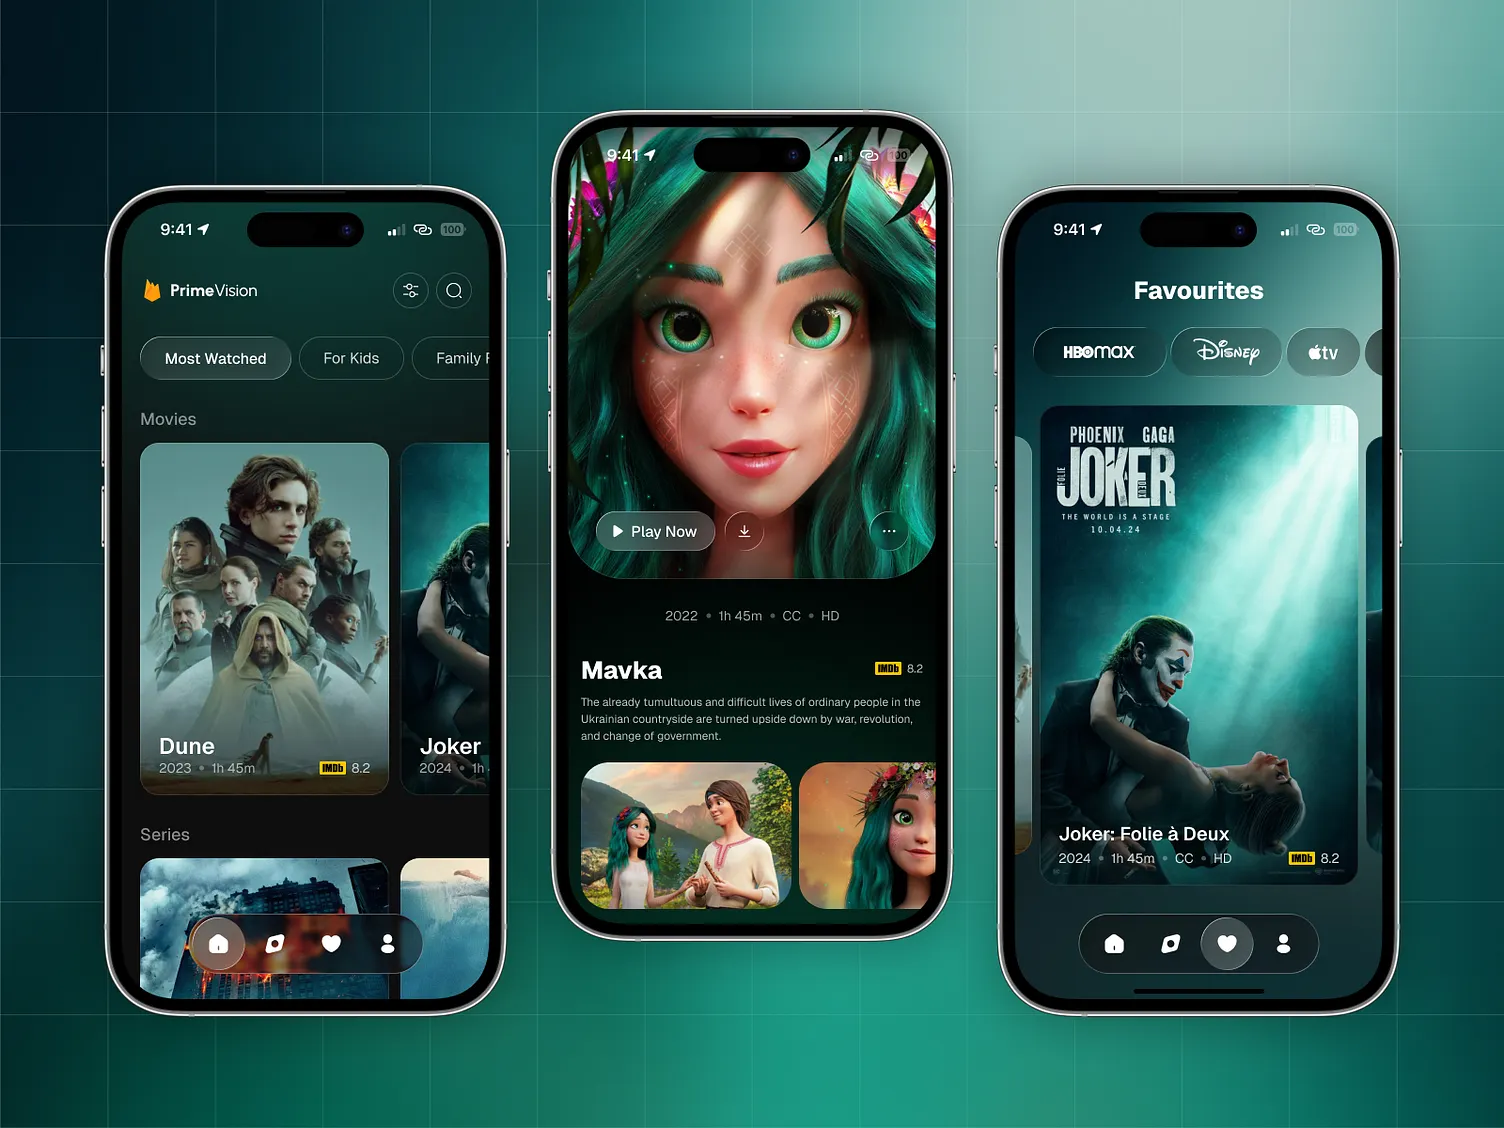 9:41
100
PrimeVision
Most Watched
For Kids
Family F
Movies
Dune
2023 • 1h 45m
IMDb 8.2
Joker
2024 • 1h
Series
9:41
100
Play Now
2022 • 1h 45m • CC • HD
Mavka
IMDb 8.2
The already tumultuous and difficult lives of ordinary people in the
Ukrainian countryside are turned upside down by war, revolution,
and change of government.
9:41
100
Favourites
HBOmax
Disney
tv
PHOENIX GAGA
JOKER
FOLIE
À DEUX
THE WORLD IS A STAGE
10.04.24
Joker: Folie à Deux
2024 • 1h 45m • CC • HD
IMDb 8.2